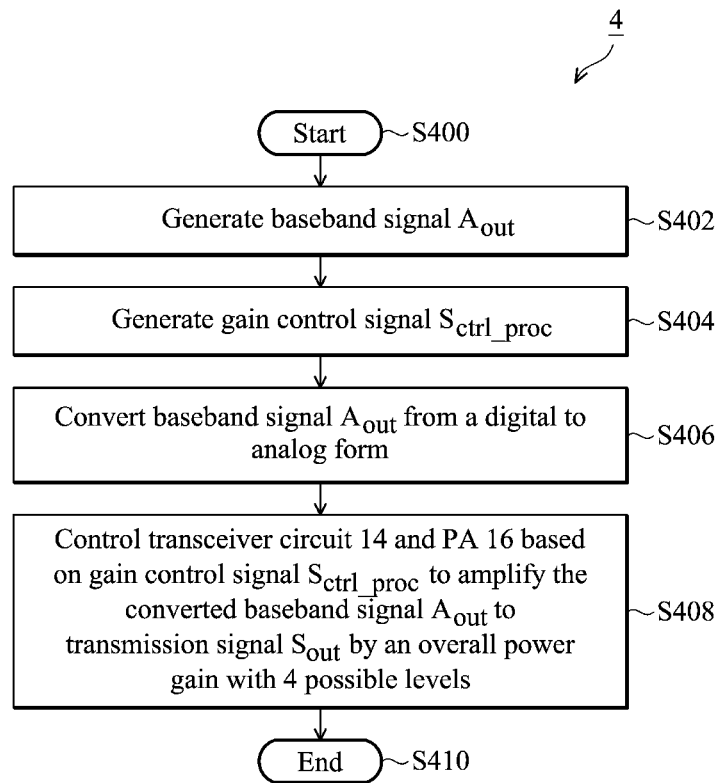 4
Start
S400
Generate baseband signal A_out
S402
Generate gain control signal S_ctrl_proc
S404
Convert baseband signal A_out from a digital to
analog form
S406
Control transceiver circuit 14 and PA 16 based
on gain control signal S_ctrl_proc to amplify the
converted baseband signal A_out to
transmission signal S_out by an overall power
gain with 4 possible levels
S408
End
S410